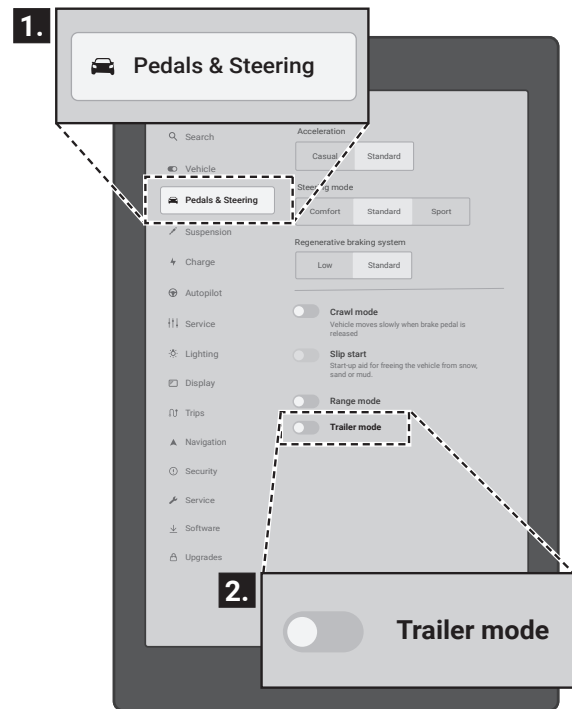 1.
Pedals & Steering
Search
Vehicle
Pedals & Steering
Suspension
Charge
Autopilot
Service
Lighting
Display
Trips
Navigation
Security
Service
Software
Upgrades
Acceleration
Casual Standard
Steering mode
Comfort Standard Sport
Regenerative braking system
Low Standard
Crawl mode
Vehicle moves slowly when brake pedal is
released
Slip start
Start-up aid for freeing the vehicle from snow,
sand or mud.
Range mode
Trailer mode
2.
Trailer mode